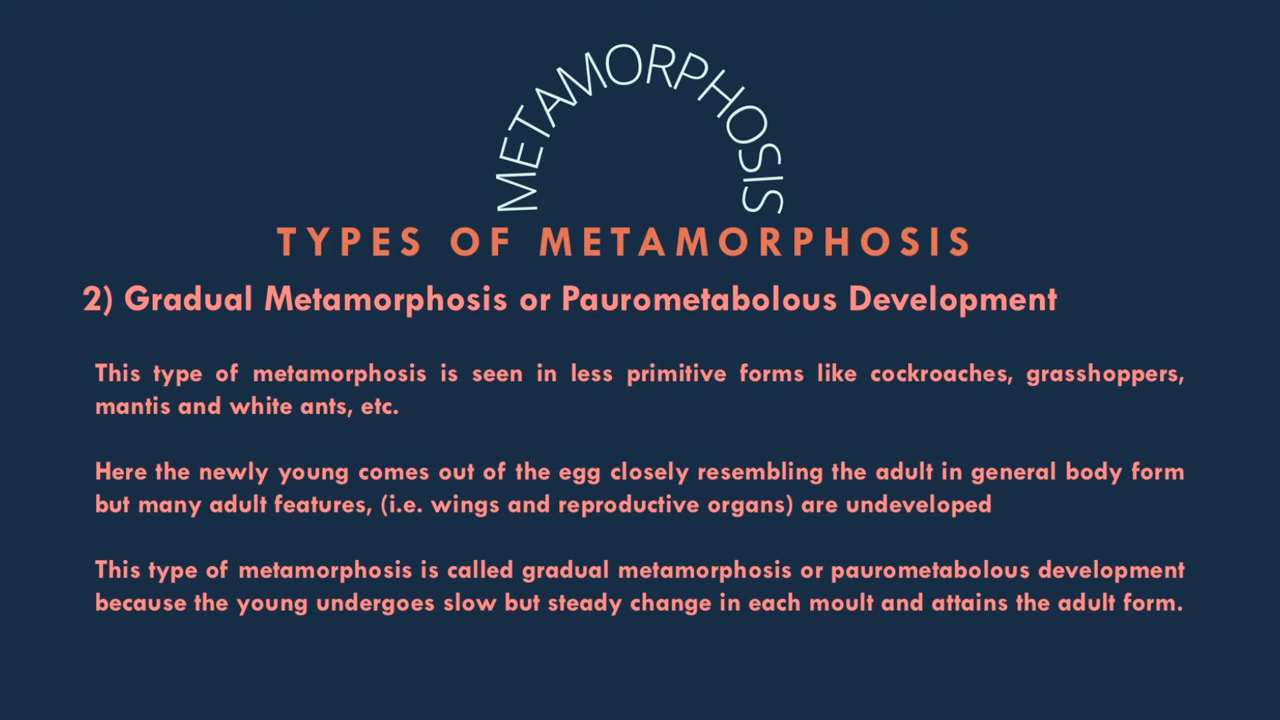 METAMORPHOSIS
TYPES OF METAMORPHOSIS
2) Gradual Metamorphosis or Paurometabolous Development
This type of metamorphosis is seen in less primitive forms like cockroaches, grasshoppers,
mantis and white ants, etc.
Here the newly young comes out of the egg closely resembling the adult in general body form
but many adult features, (i.e. wings and reproductive organs) are undeveloped
This type of metamorphosis is called gradual metamorphosis or paurometabolous development
because the young undergoes slow but steady change in each moult and attains the adult form.